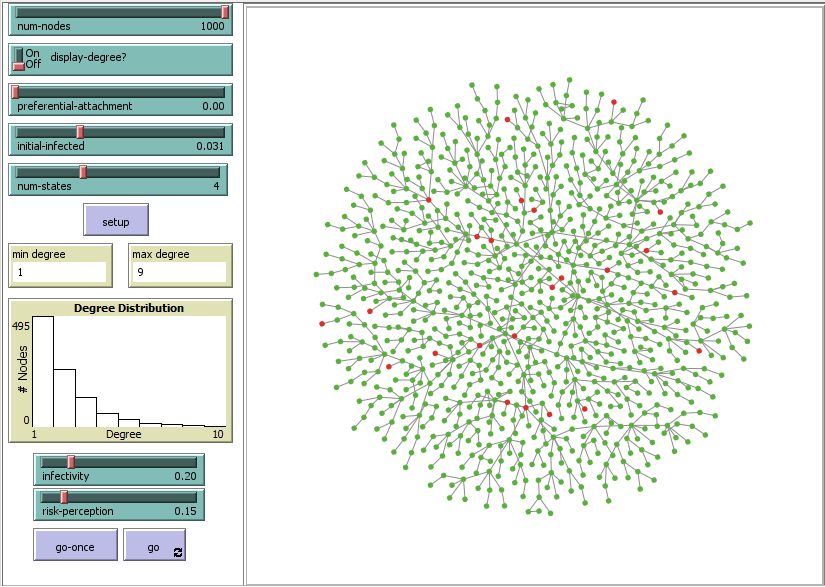 num-nodes 1000
On
Off
display-degree?
preferential-attachment 0.00
initial-infected 0.031
num-states 4
setup
min degree
1
max degree
9
Degree Distribution
495
# Nodes
0
1 Degree 10
infectivity 0.20
risk-perception 0.15
go-once
go